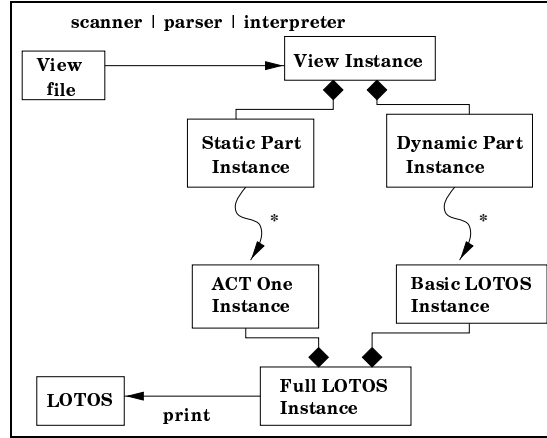 scanner | parser | interpreter
View
file
View Instance
Static Part
Instance
Dynamic Part
Instance
*
*
ACT One
Instance
Basic LOTOS
Instance
LOTOS
print
Full LOTOS
Instance